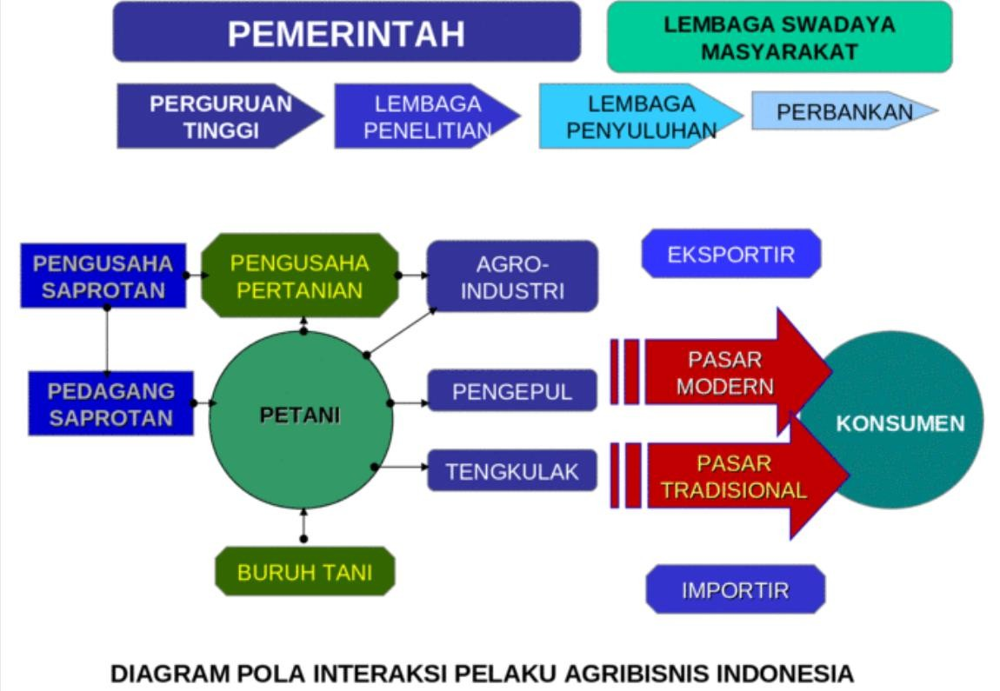 PEMERINTAH
LEMBAGA SWADAYA
MASYARAKAT
PERGURUAN
TINGGI
LEMBAGA
PENELITIAN
LEMBAGA
PENYULUHAN
PERBANKAN
PENGUSAHA
SAPROTAN
PENGUSAHA
PERTANIAN
AGRO-
INDUSTRI
EKSPORTIR
PEDAGANG
SAPROTAN
PETANI
PENGEPUL
TENGKULAK
PASAR
MODERN
PASAR
TRADISIONAL
KONSUMEN
BURUH TANI
IMPORTIR
DIAGRAM POLA INTERAKSI PELAKU AGRIBISNIS INDONESIA